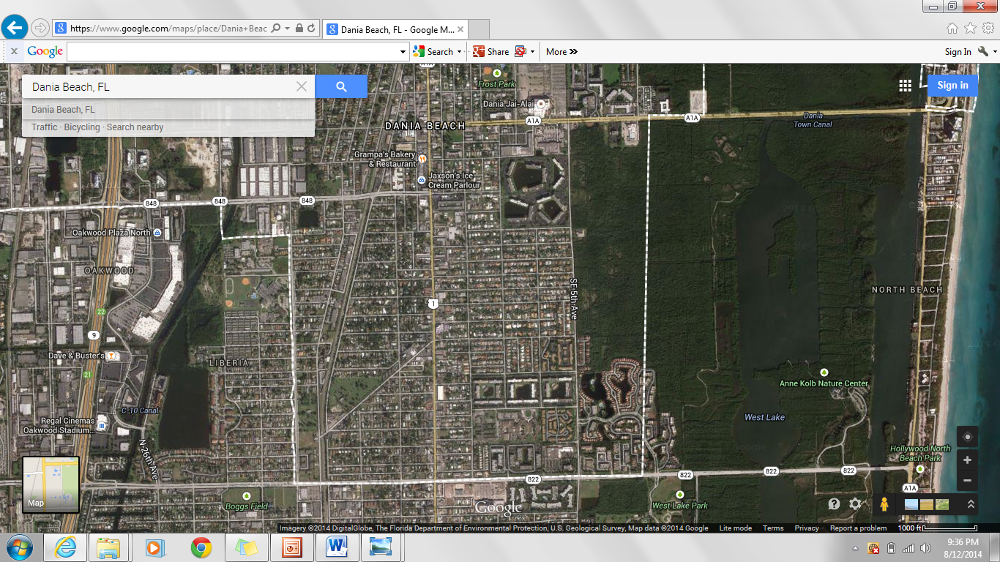 https://www.google.com/maps/place/Dania+Beac
Dania Beach, FL - Google M...
x Google Search Share More »
Sign In
Dania Beach, FL
Sign in
Dania Beach, FL
Traffic · Bicycling · Search nearby
Frost Park
Dania Jai-Alai
A1A
A1A
Dania
Town Canal
DANIA BEACH
Grampa's Bakery
& Restaurant
Jaxson's Ice
Cream Parlour
848
848
848
Oakwood Plaza North
OAKWOOD
NORTH BEACH
SE 5th Ave
1
22
9
Dave & Buster's
21
LIBERIA
Anne Kolb Nature Center
C-10 Canal
West Lake
Regal Cinemas
Oakwood Stadium...
N 26th Ave
Hollywood North
Beach Park
822
822
822
822
A1A
Map
Boggs Field
Google
West Lake Park
Imagery ©2014 DigitalGlobe, The Florida Department of Environmental Protection, U.S. Geological Survey, Map data ©2014 Google Lite mode Terms Privacy Report a problem 1000 ft
9:36 PM
8/12/2014